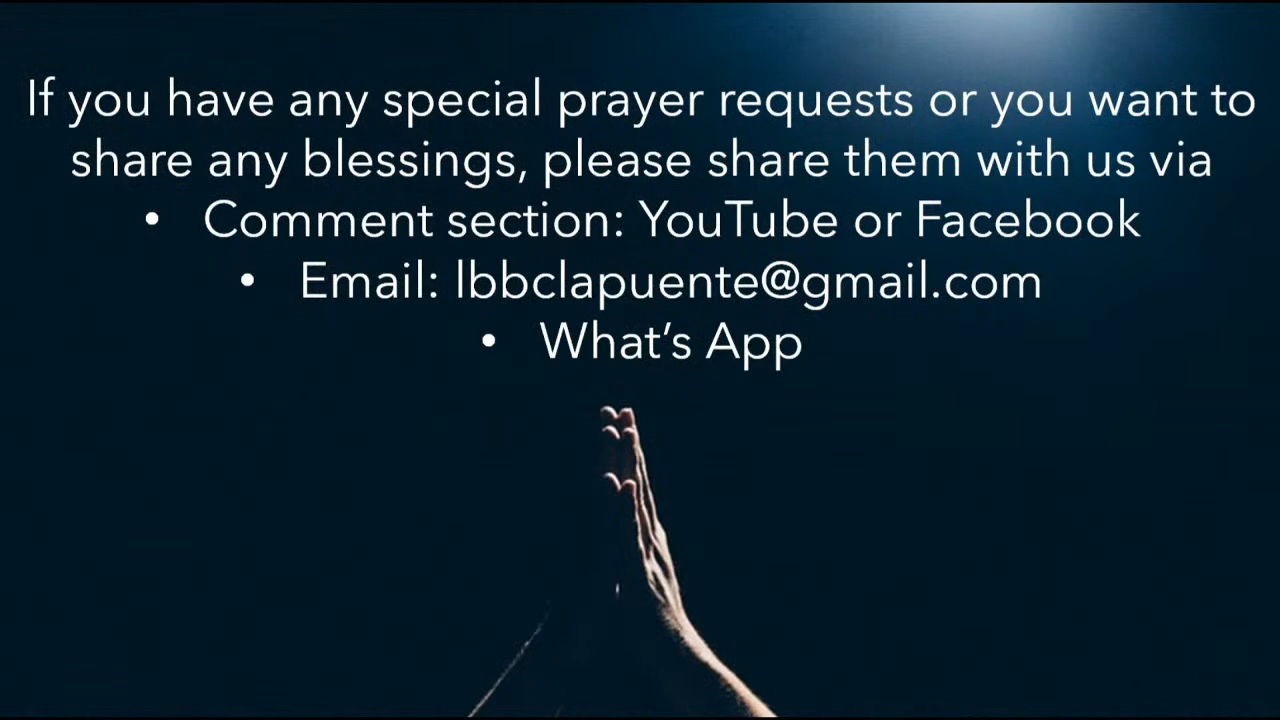 If you have any special prayer requests or you want to
share any blessings, please share them with us via
• Comment section: YouTube or Facebook
• Email: lbbclapuente@gmail.com
• What’s App